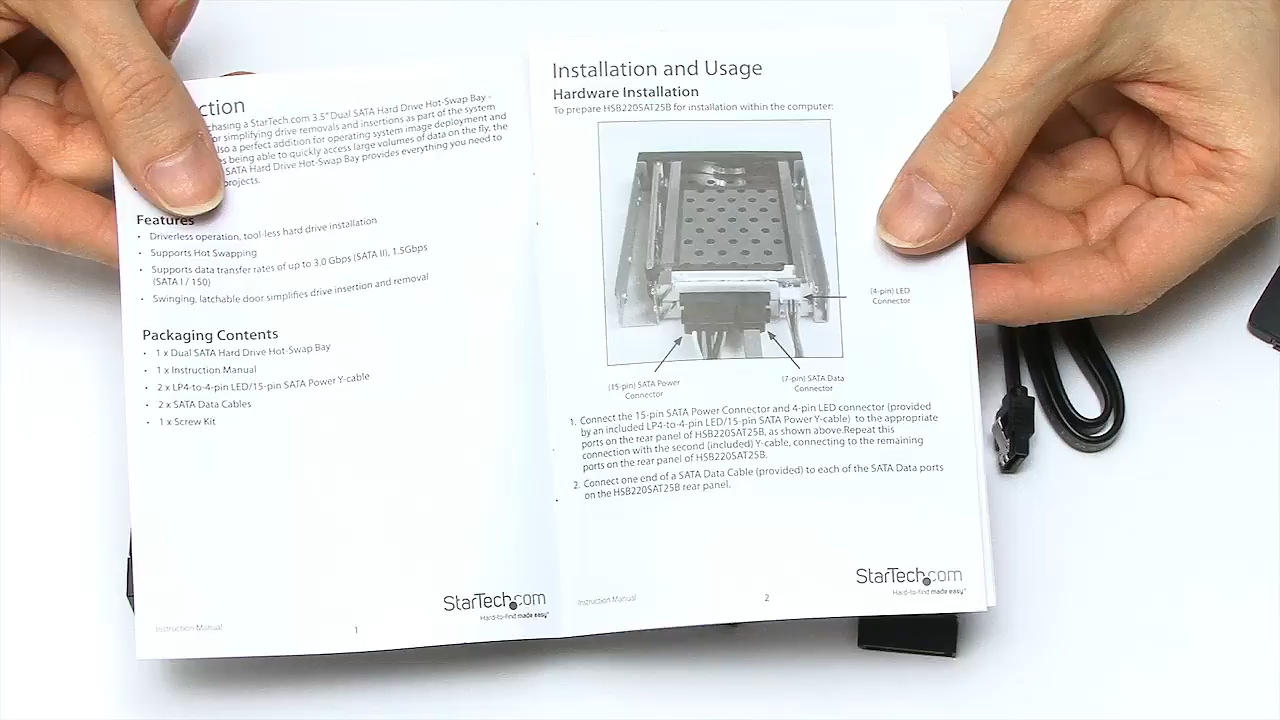 ction
chasing a StarTech.com 3.5" Dual SATA Hard Drive Hot-Swap Bay -
or simplifying drive removals and insertions as part of the system
lso a perfect addition for operating system image deployment and
s being able to quickly access large volumes of data on the fly, the
SATA Hard Drive Hot-Swap Bay provides everything you need to
projects.
Features
• Driverless operation, tool-less hard drive installation
• Supports Hot Swapping
• Supports data transfer rates of up to 3.0 Gbps (SATA II), 1.5Gbps
(SATA I / 150)
• Swinging, latchable door simplifies drive insertion and removal
Packaging Contents
• 1 x Dual SATA Hard Drive Hot-Swap Bay
• 1 x Instruction Manual
• 2 x LP4-to-4-pin LED/15-pin SATA Power Y-cable
• 2 x SATA Data Cables
• 1 x Screw Kit
StarTech.com
Hard-to-find made easy®
Instruction Manual
1
Installation and Usage
Hardware Installation
To prepare HSB220SAT25B for installation within the computer:
(4-pin) LED
Connector
(15-pin) SATA Power
Connector
(7-pin) SATA Data
Connector
1. Connect the 15-pin SATA Power Connector and 4-pin LED connector (provided
by an included LP4-to-4-pin LED/15-pin SATA Power Y-cable) to the appropriate
ports on the rear panel of HSB220SAT25B, as shown above.Repeat this
connection with the second (included) Y-cable, connecting to the remaining
ports on the rear panel of HSB220SAT25B.
2. Connect one end of a SATA Data Cable (provided) to each of the SATA Data ports
on the HSB220SAT25B rear panel.
StarTech.com
Hard-to-find made easy®
Instruction Manual
2